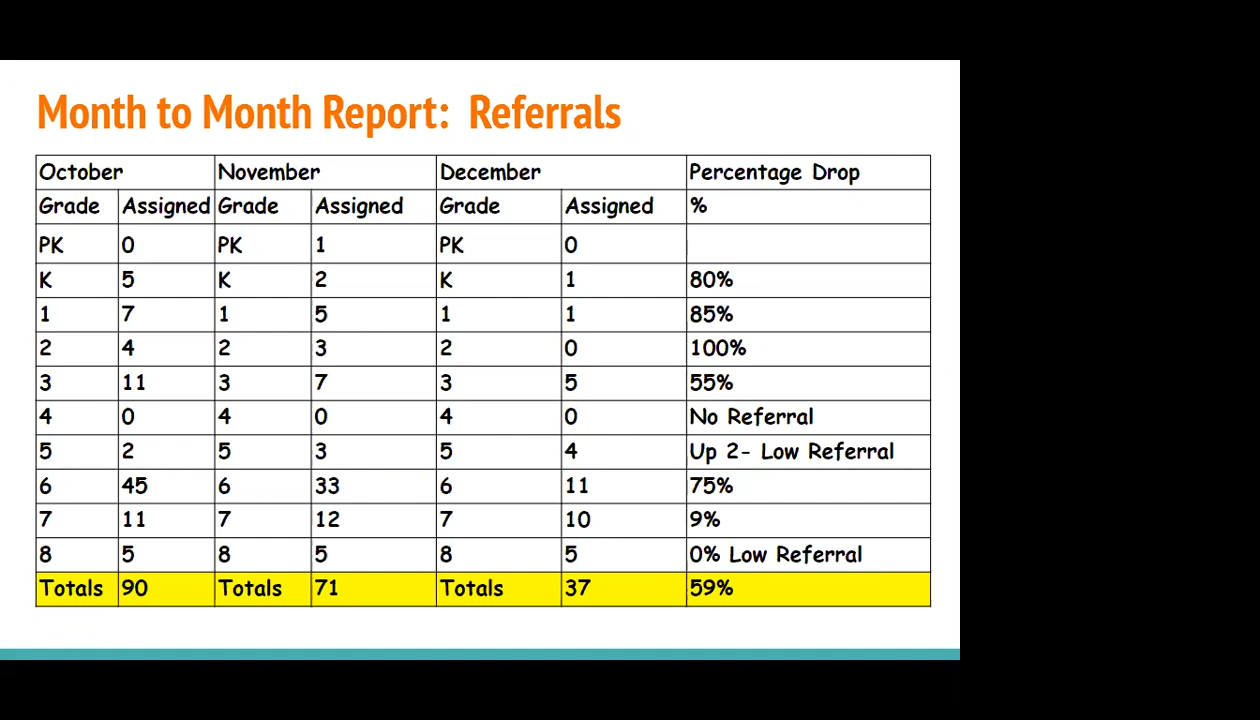 Month to Month Report: Referrals
October November December Percentage Drop
Grade Assigned Grade Assigned Grade Assigned %
PK 0 PK 1 PK 0
K 5 K 2 K 1 80%
1 7 1 5 1 1 85%
2 4 2 3 2 0 100%
3 11 3 7 3 5 55%
4 0 4 0 4 0 No Referral
5 2 5 3 5 4 Up 2- Low Referral
6 45 6 33 6 11 75%
7 11 7 12 7 10 9%
8 5 8 5 8 5 0% Low Referral
Totals 90 Totals 71 Totals 37 59%